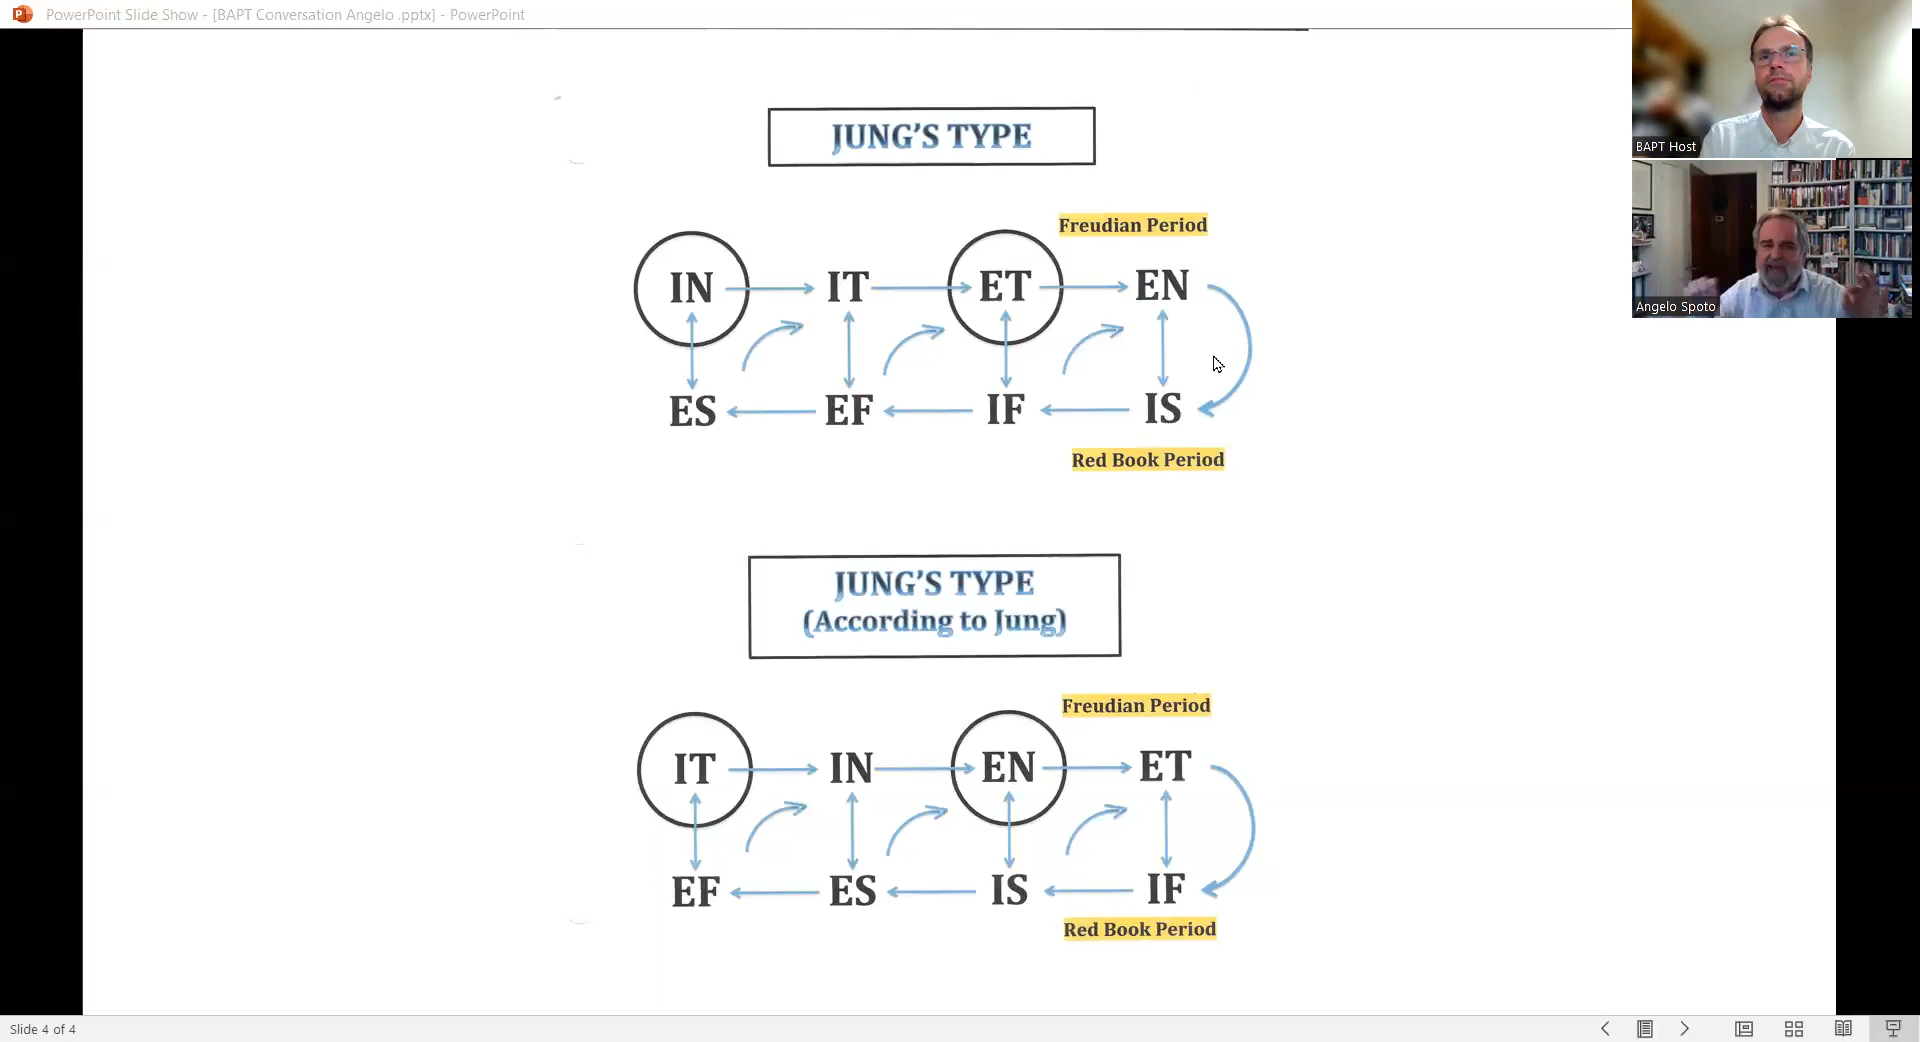 PowerPoint Slide Show - [BAPT Conversation Angelo .pptx] - PowerPoint
BAPT Host
Angelo Spoto
JUNG'S TYPE
Freudian Period
IN IT ET EN
ES EF IF IS
Red Book Period
JUNG'S TYPE
(According to Jung)
Freudian Period
IT IN EN ET
EF ES IS IF
Red Book Period
Slide 4 of 4